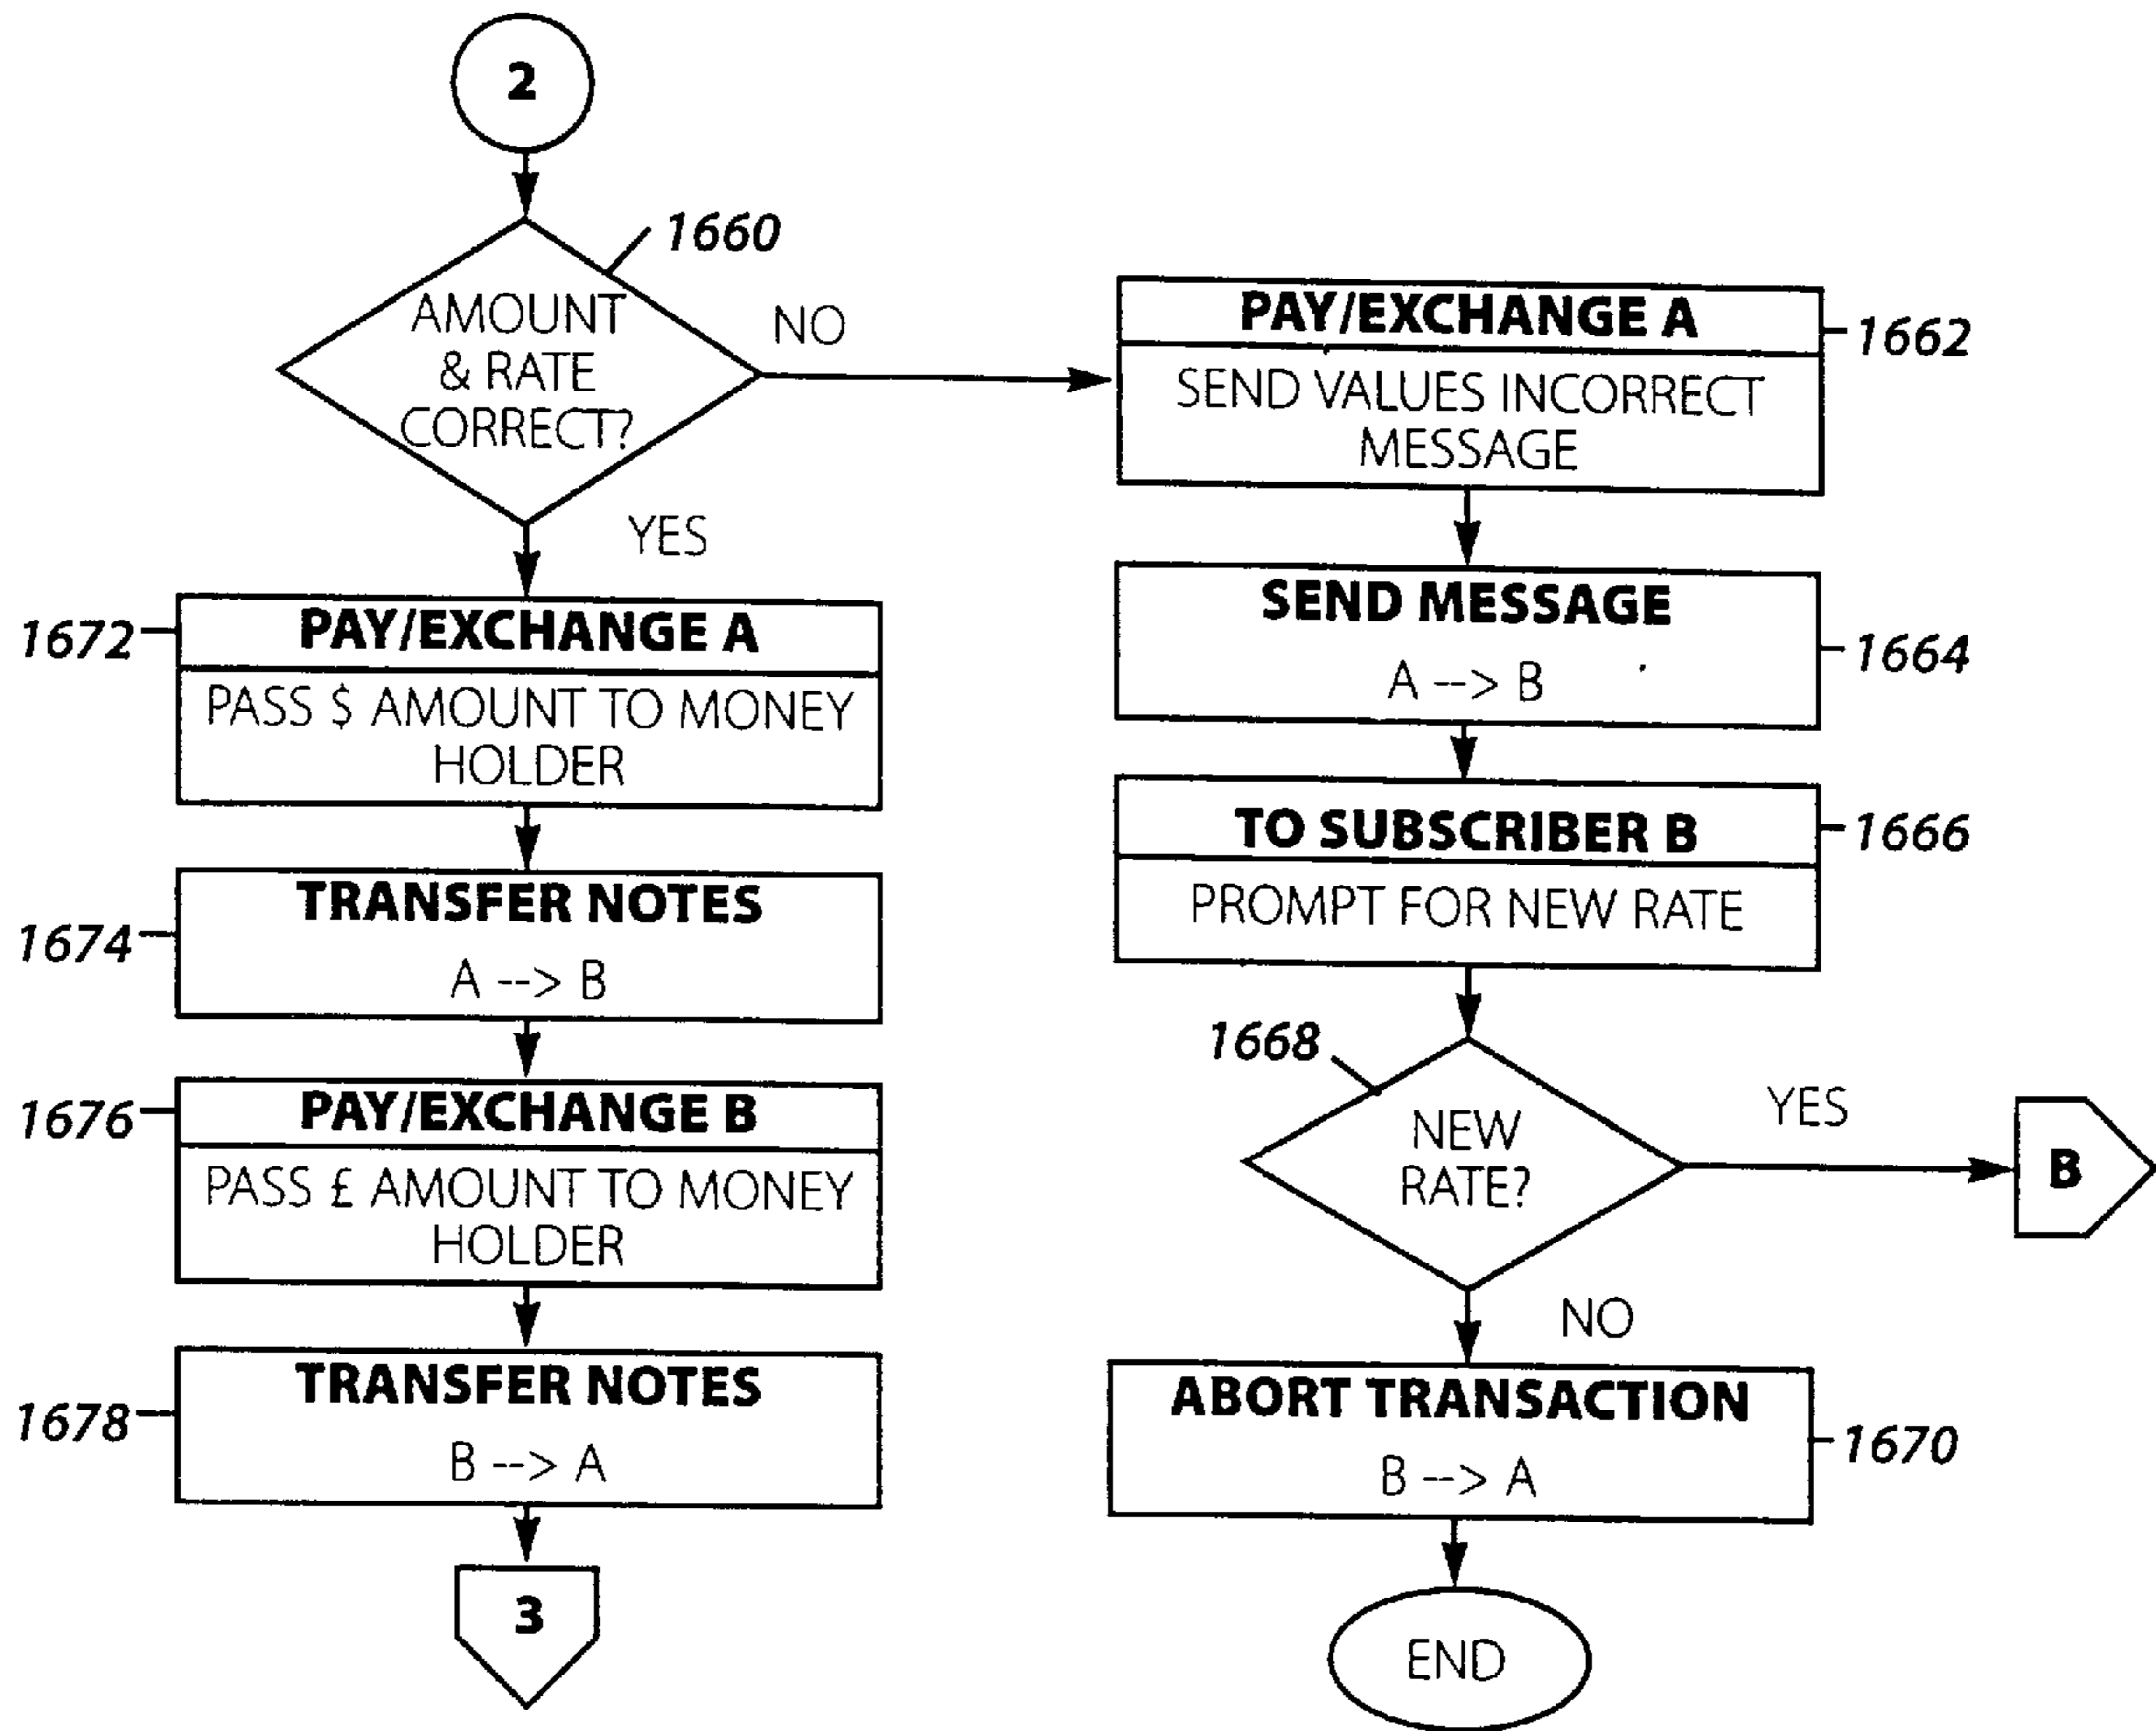 2
1660
AMOUNT
& RATE
CORRECT?
NO
YES
1672
PAY/EXCHANGE A
PASS $ AMOUNT TO MONEY
HOLDER
1674
TRANSFER NOTES
A --> B
1676
PAY/EXCHANGE B
PASS £ AMOUNT TO MONEY
HOLDER
1678
TRANSFER NOTES
B --> A
3
PAY/EXCHANGE A
1662
SEND VALUES INCORRECT
MESSAGE
SEND MESSAGE
1664
A --> B
TO SUBSCRIBER B
1666
PROMPT FOR NEW RATE
1668
NEW
RATE?
YES
B
NO
ABORT TRANSACTION
1670
B --> A
END